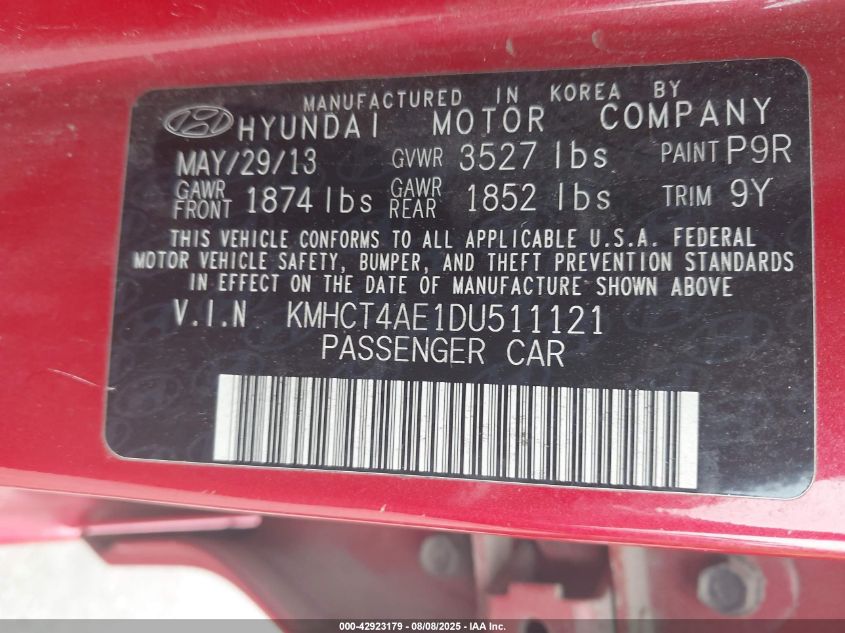 MANUFACTURED IN KOREA BY
HYUNDAI MOTOR COMPANY
MAY/29/13 GVWR 3527 lbs PAINT P9R
GAWR FRONT 1874 lbs GAWR REAR 1852 lbs TRIM 9Y
THIS VEHICLE CONFORMS TO ALL APPLICABLE U.S.A. FEDERAL
MOTOR VEHICLE SAFETY, BUMPER, AND THEFT PREVENTION STANDARDS
IN EFFECT ON THE DATE OF MANUFACTURE SHOWN ABOVE
V.I.N KMHCT4AE1DU511121
PASSENGER CAR
000-42923179 - 08/08/2025 - IAA